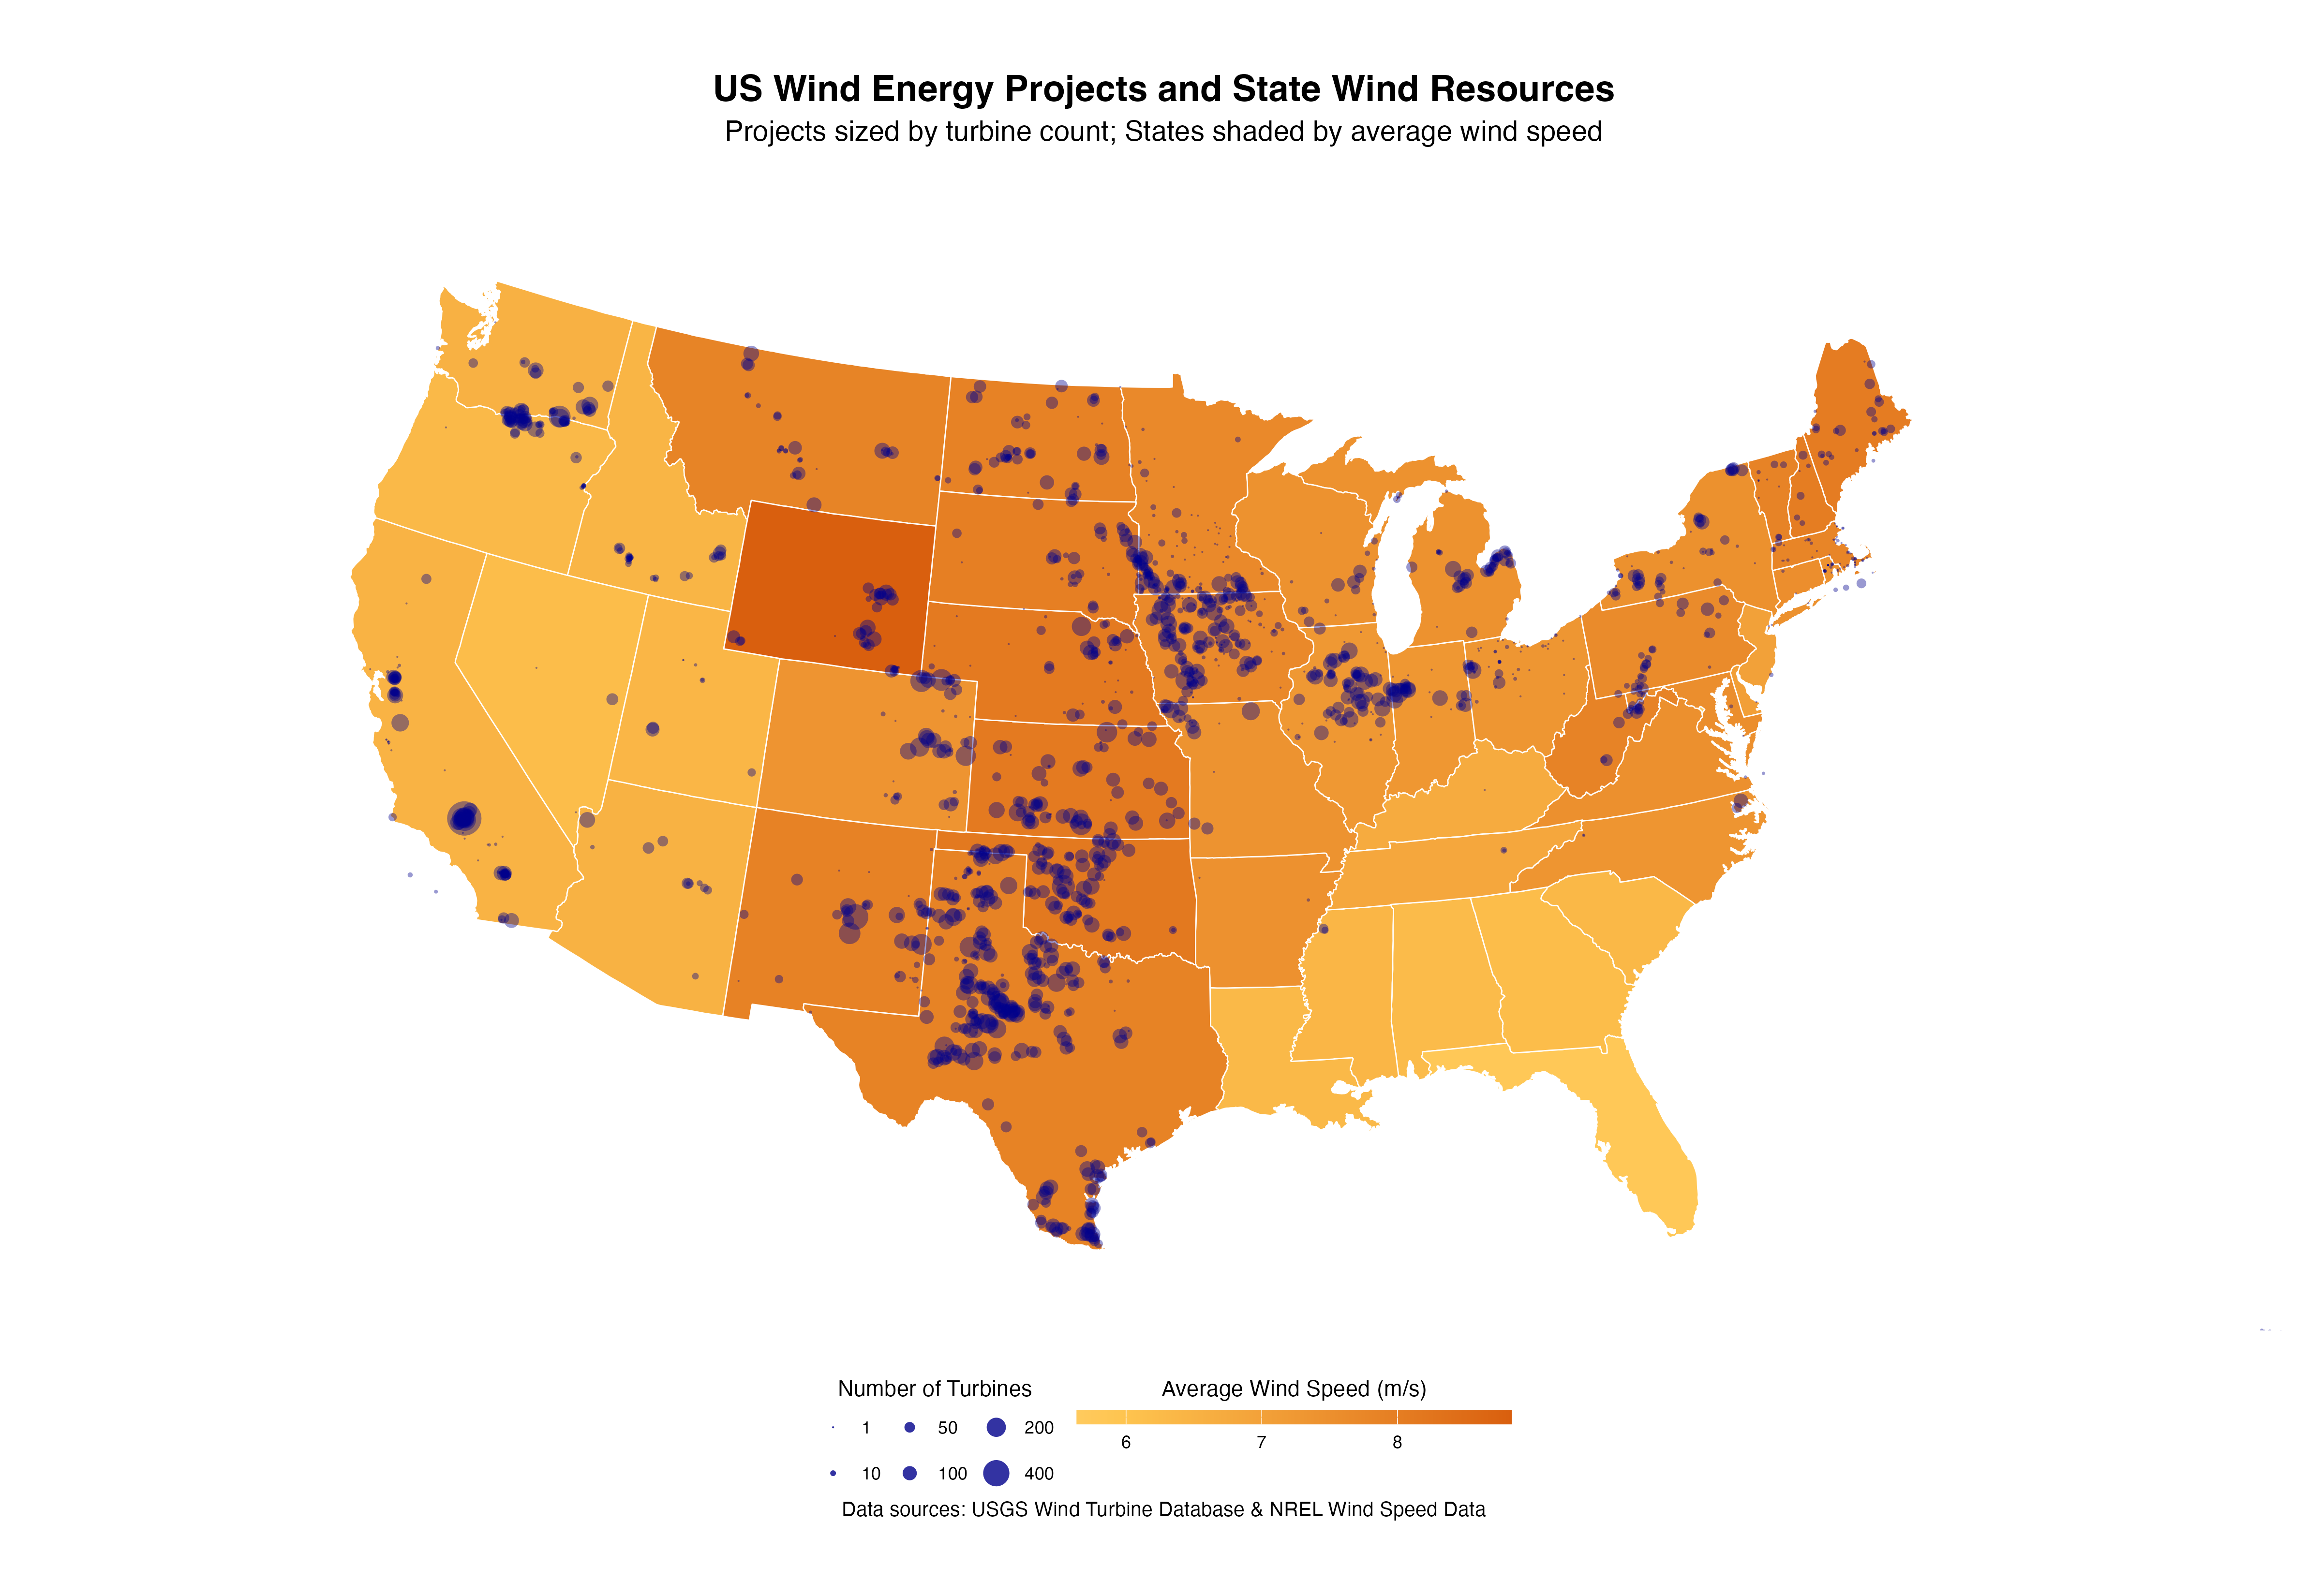 US Wind Energy Projects and State Wind Resources
Projects sized by turbine count; States shaded by average wind speed
Number of Turbines
1 50 200
10 100 400
Average Wind Speed (m/s)
6 7 8
Data sources: USGS Wind Turbine Database & NREL Wind Speed Data